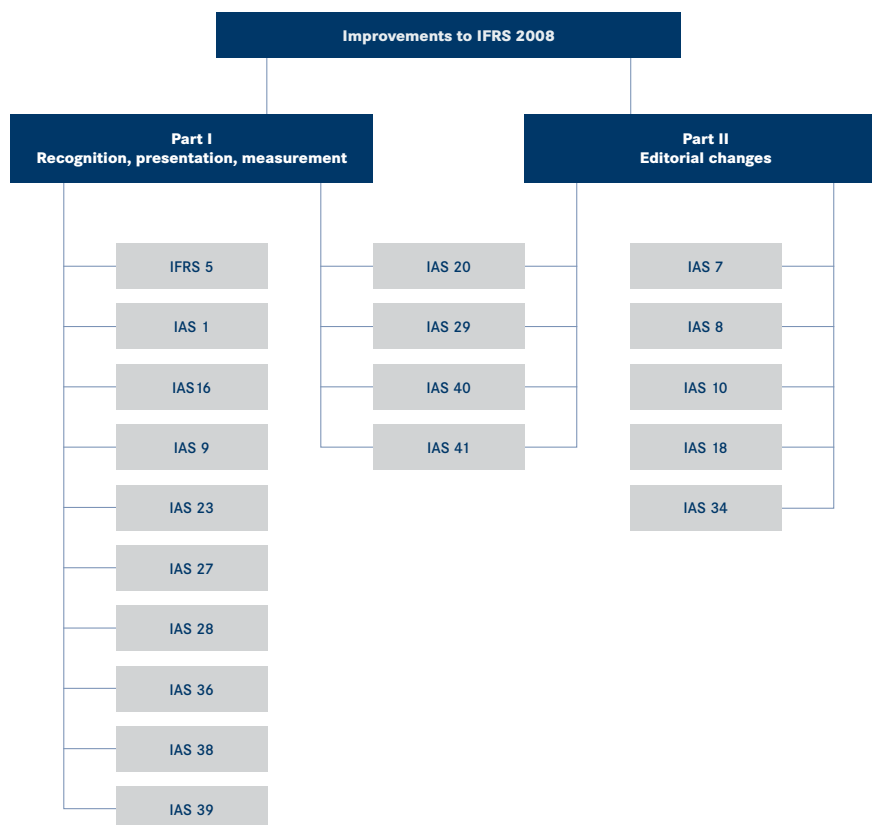 Improvements to IFRS 2008
Part I
Recognition, presentation, measurement
Part II
Editorial changes
IFRS 5
IAS 1
IAS16
IAS 9
IAS 23
IAS 27
IAS 28
IAS 36
IAS 38
IAS 39
IAS 20
IAS 29
IAS 40
IAS 41
IAS 7
IAS 8
IAS 10
IAS 18
IAS 34